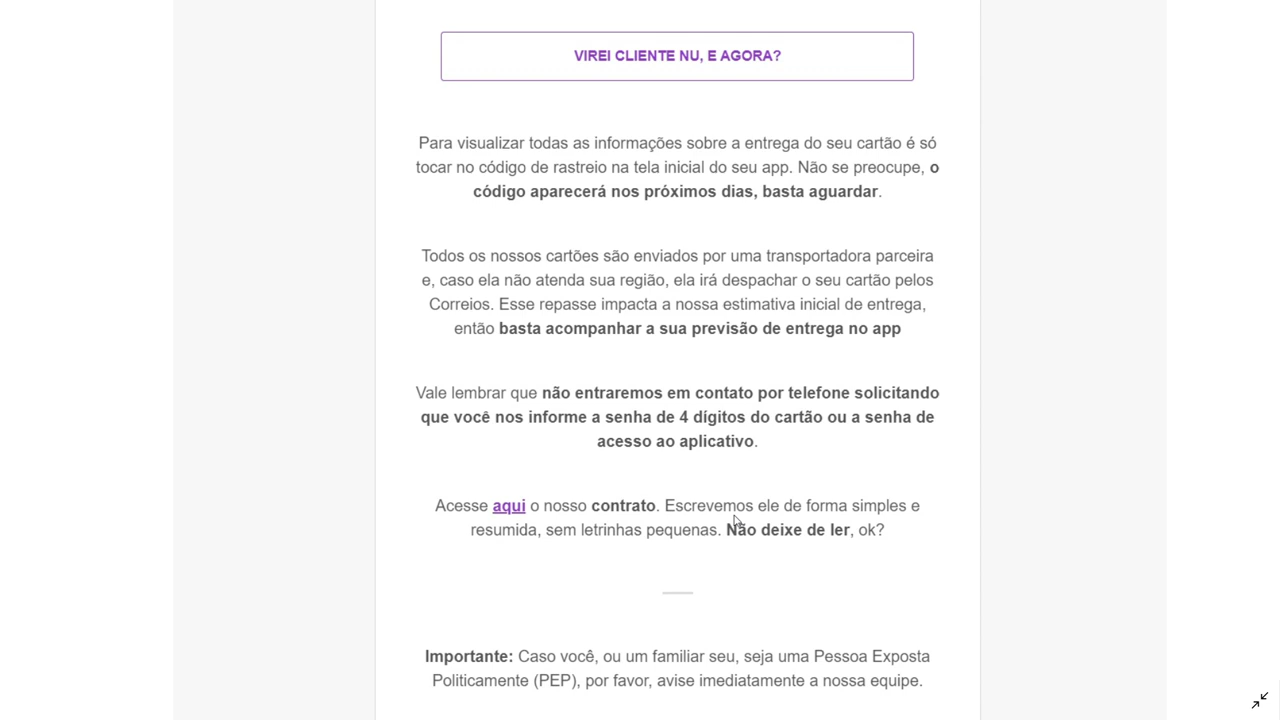 VIREI CLIENTE NU, E AGORA?
Para visualizar todas as informações sobre a entrega do seu cartão é só
tocar no código de rastreio na tela inicial do seu app. Não se preocupe, o
código aparecerá nos próximos dias, basta aguardar.
Todos os nossos cartões são enviados por uma transportadora parceira
e, caso ela não atenda sua região, ela irá despachar o seu cartão pelos
Correios. Esse repasse impacta a nossa estimativa inicial de entrega,
então basta acompanhar a sua previsão de entrega no app
Vale lembrar que não entraremos em contato por telefone solicitando
que você nos informe a senha de 4 dígitos do cartão ou a senha de
acesso ao aplicativo.
Acesse aqui o nosso contrato. Escrevemos ele de forma simples e
resumida, sem letrinhas pequenas. Não deixe de ler, ok?
Importante: Caso você, ou um familiar seu, seja uma Pessoa Exposta
Politicamente (PEP), por favor, avise imediatamente a nossa equipe.